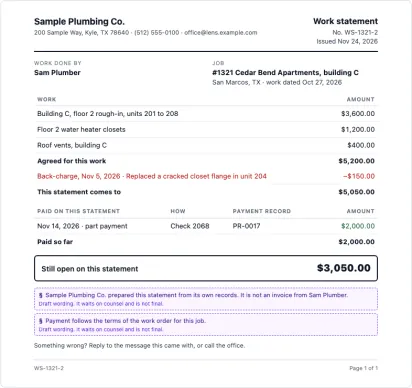 Sample Plumbing Co.
Work statement
200 Sample Way, Kyle, TX 78640 · (512) 555-0100 · office@lens.example.com
No. WS-1321-2
Issued Nov 24, 2026
WORK DONE BY
JOB
Sam Plumber
#1321 Cedar Bend Apartments, building C
San Marcos, TX · work dated Oct 27, 2026
WORK AMOUNT
Building C, floor 2 rough-in, units 201 to 208 $3,600.00
Floor 2 water heater closets $1,200.00
Roof vents, building C $400.00
Agreed for this work $5,200.00
Back-charge, Nov 5, 2026 · Replaced a cracked closet flange in unit 204 −$150.00
This statement comes to $5,050.00
PAID ON THIS STATEMENT HOW PAYMENT RECORD AMOUNT
Nov 14, 2026 · part payment Check 2068 PR-0017 $2,000.00
Paid so far $2,000.00
Still open on this statement $3,050.00
§ Sample Plumbing Co. prepared this statement from its own records. It is not an invoice from Sam Plumber.
Draft wording. It waits on counsel and is not final.
§ Payment follows the terms of the work order for this job.
Draft wording. It waits on counsel and is not final.
Something wrong? Reply to the message this came with, or call the office.
WS-1321-2 Page 1 of 1